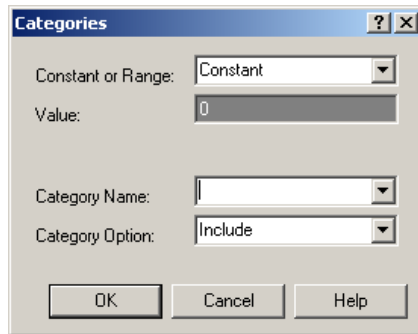 Categories
Constant or Range: Constant
Value: 0
Category Name:
Category Option: Include
OK Cancel Help